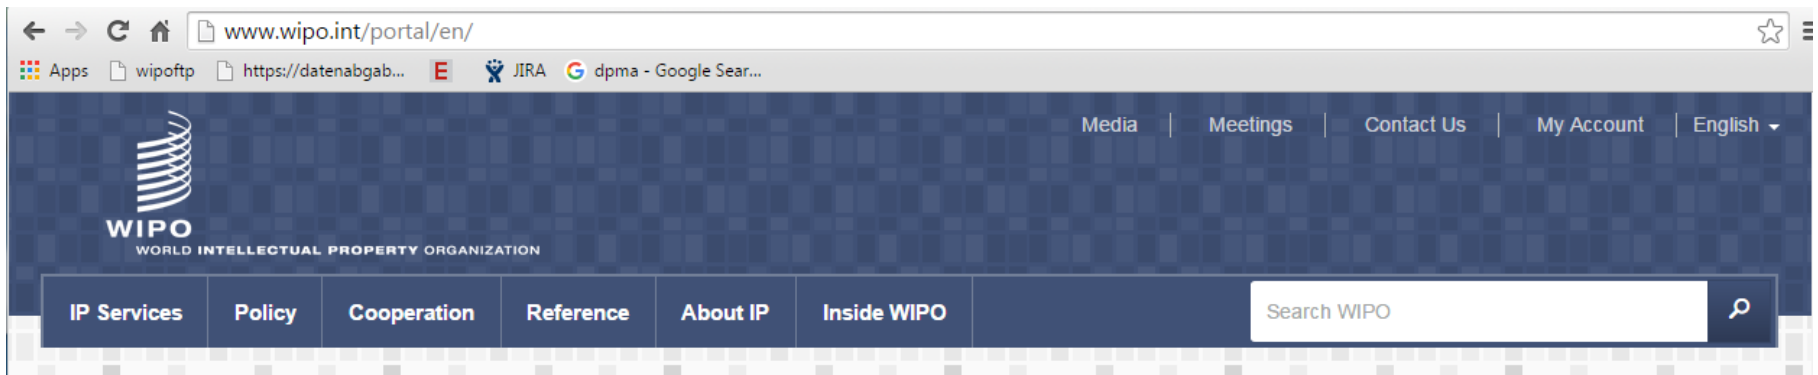 www.wipo.int/portal/en/
Apps wipoftp https://datenabgab... E JIRA G dpma - Google Sear...
Media | Meetings | Contact Us | My Account | English
WIPO
WORLD INTELLECTUAL PROPERTY ORGANIZATION
IP Services Policy Cooperation Reference About IP Inside WIPO Search WIPO